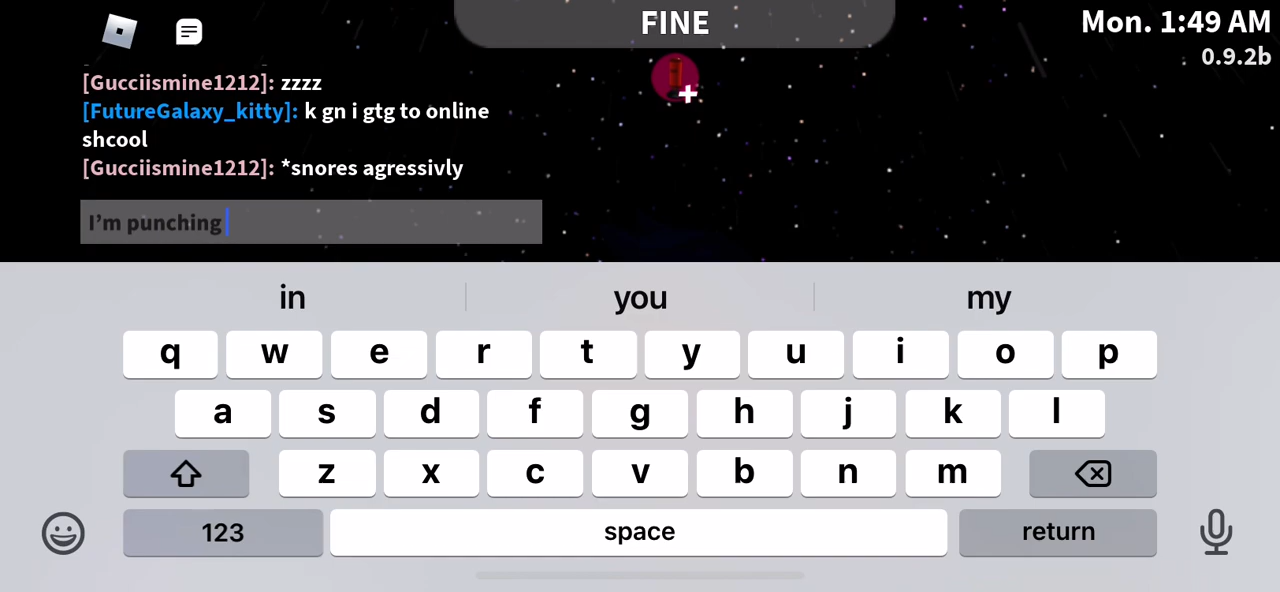 FINE
Mon. 1:49 AM
0.9.2b
[Gucciismine1212]: zzzz
[FutureGalaxy_kitty]: k gn i gtg to online
shcool
[Gucciismine1212]: *snores agressivly
I'm punching
in you my
q w e r t y u i o p
a s d f g h j k l
z x c v b n m
123 space return